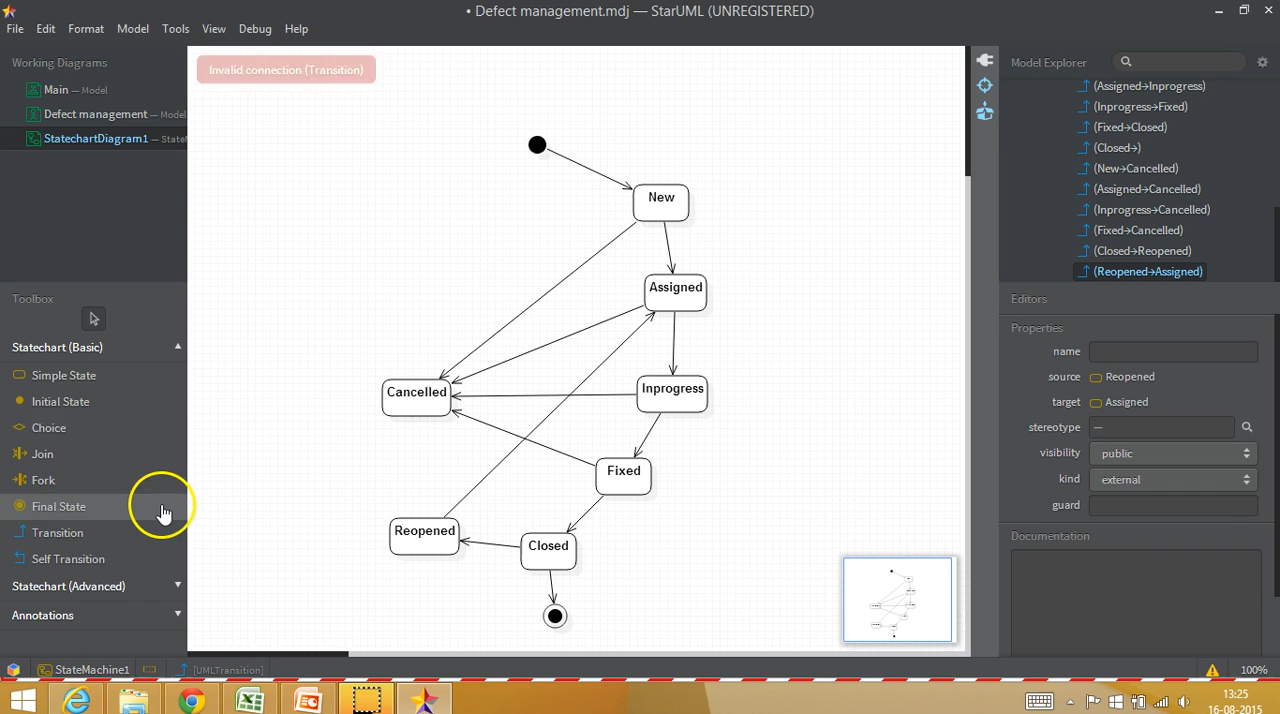 • Defect management.mdj — StarUML (UNREGISTERED)
File Edit Format Model Tools View Debug Help
Working Diagrams
Main — Model
Defect management — Model
StatechartDiagram1 — State
Toolbox
Statechart (Basic)
Simple State
Initial State
Choice
Join
Fork
Final State
Transition
Self Transition
Statechart (Advanced)
Annotations
Invalid connection (Transition)
New
Assigned
Cancelled
Inprogress
Fixed
Reopened
Closed
Model Explorer
(Assigned→Inprogress)
(Inprogress→Fixed)
(Fixed→Closed)
(Closed→)
(New→Cancelled)
(Assigned→Cancelled)
(Inprogress→Cancelled)
(Fixed→Cancelled)
(Closed→Reopened)
(Reopened→Assigned)
Editors
Properties
name
source Reopened
target Assigned
stereotype —
visibility public
kind external
guard
Documentation
StateMachine1 [UMLTransition] 100%
13:25
16-08-2015